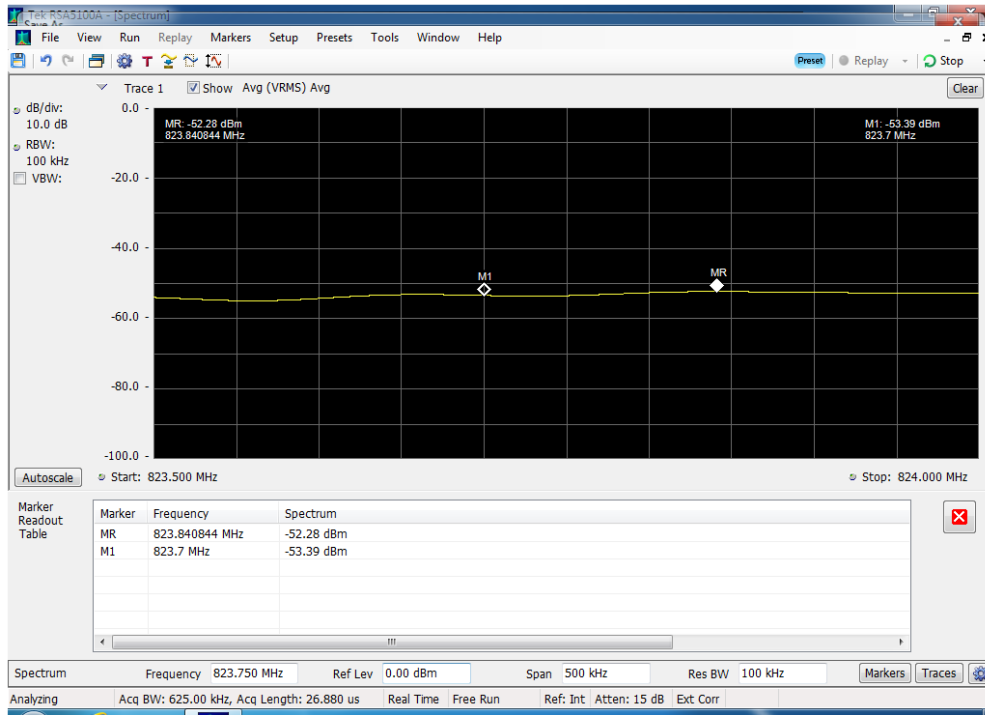 Tek RSA5100A - [Spectrum]
Save As
File View Run Replay Markers Setup Presets Tools Window Help
T Preset Replay Stop
Trace 1 Show Avg (VRMS) Avg Clear
dB/div:
10.0 dB
RBW:
100 kHz
VBW:
0.0 -
-20.0 -
-40.0 -
-60.0 -
-80.0 -
-100.0 -
MR: -52.28 dBm
823.840844 MHz
M1: -53.39 dBm
823.7 MHz
M1
MR
Autoscale Start: 823.500 MHz Stop: 824.000 MHz
Marker
Readout
Table
Marker Frequency Spectrum
MR 823.840844 MHz -52.28 dBm
M1 823.7 MHz -53.39 dBm
Spectrum Frequency 823.750 MHz Ref Lev 0.00 dBm Span 500 kHz Res BW 100 kHz Markers Traces
Analyzing Acq BW: 625.00 kHz, Acq Length: 26.880 us Real Time Free Run Ref: Int Atten: 15 dB Ext Corr